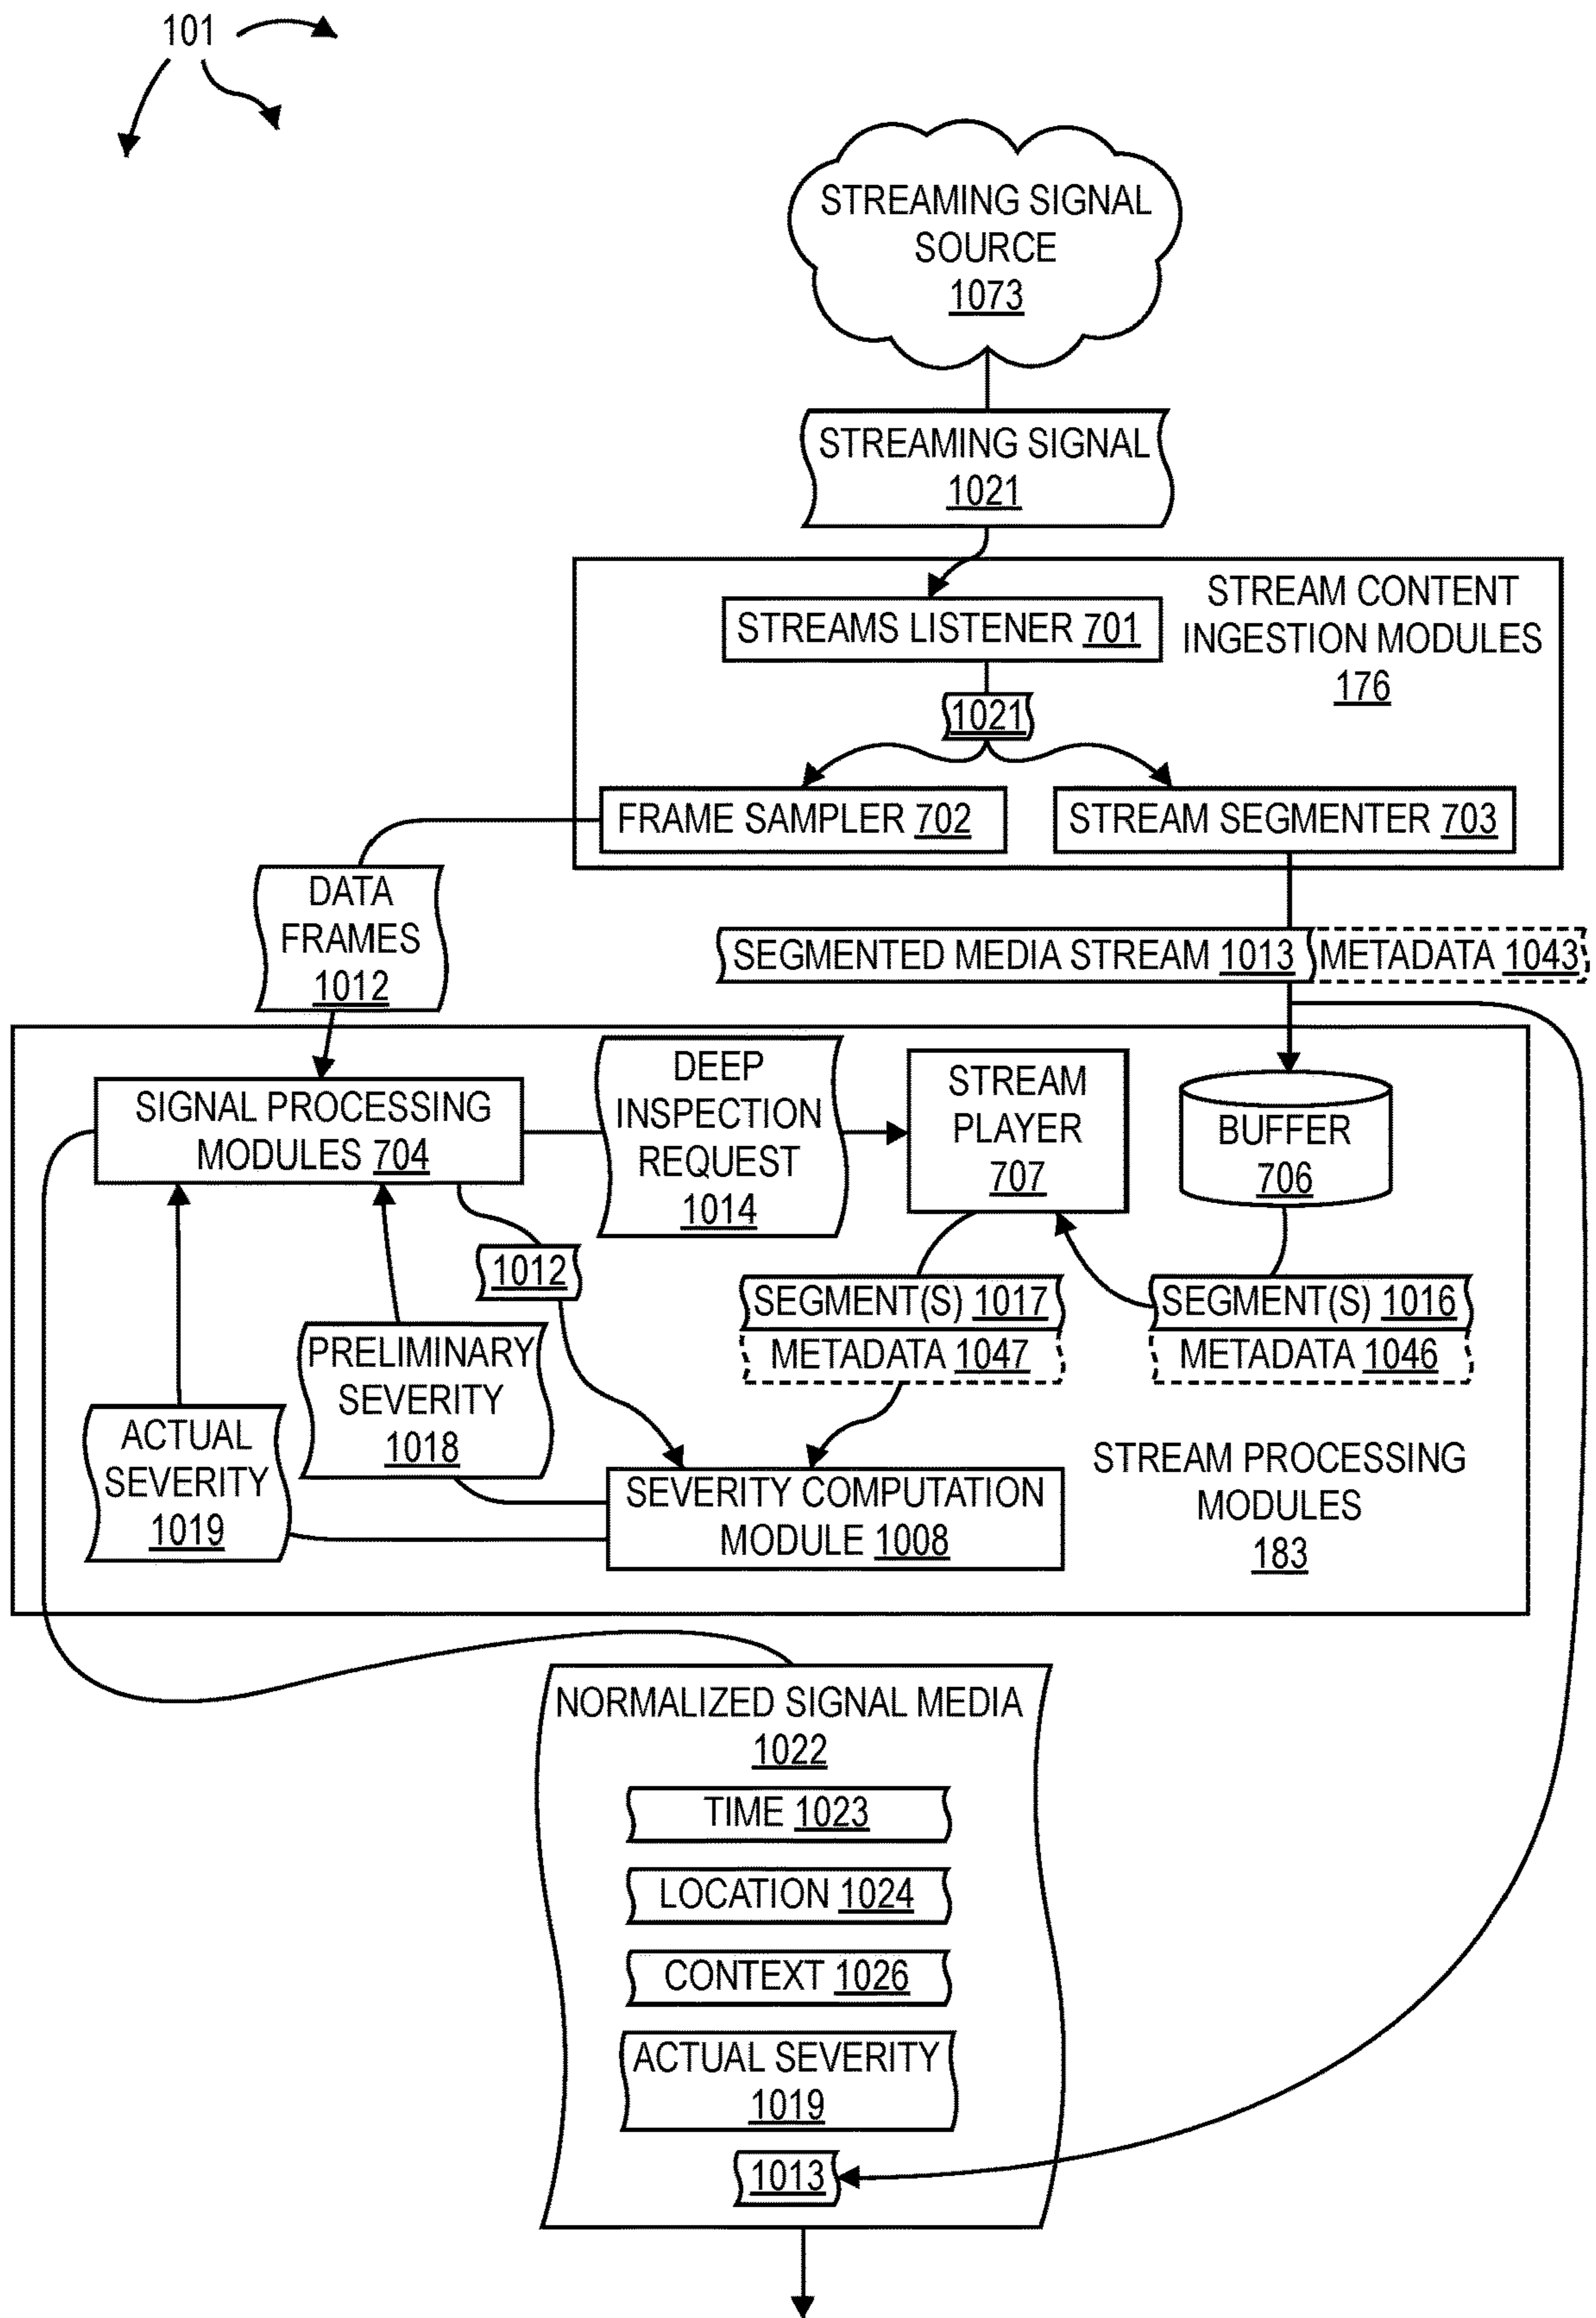 101
STREAMING SIGNAL
SOURCE
1073
STREAMING SIGNAL
1021
STREAM CONTENT
INGESTION MODULES
176
STREAMS LISTENER 701
1021
FRAME SAMPLER 702
STREAM SEGMENTER 703
DATA
FRAMES
1012
SEGMENTED MEDIA STREAM 1013
METADATA 1043
SIGNAL PROCESSING
MODULES 704
DEEP
INSPECTION
REQUEST
1014
STREAM
PLAYER
707
BUFFER
706
1012
SEGMENT(S) 1017
METADATA 1047
SEGMENT(S) 1016
METADATA 1046
PRELIMINARY
SEVERITY
1018
ACTUAL
SEVERITY
1019
SEVERITY COMPUTATION
MODULE 1008
STREAM PROCESSING
MODULES
183
NORMALIZED SIGNAL MEDIA
1022
TIME 1023
LOCATION 1024
CONTEXT 1026
ACTUAL SEVERITY
1019
1013